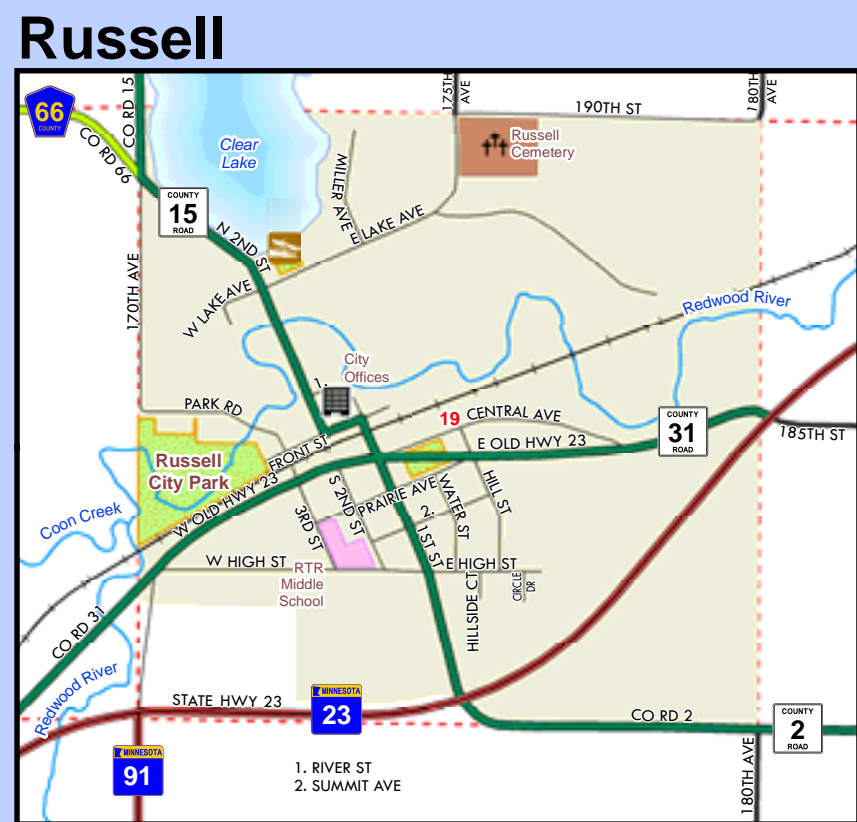 Russell
66
COUNTY
CO RD 15
CO RD 66
175TH
AVE
180TH
AVE
190TH ST
Clear
Lake
Russell
Cemetery
MILLER AVE
E LAKE AVE
COUNTY
15
ROAD
N 2ND ST
170TH AVE
W LAKE AVE
Redwood River
City
Offices
1.
PARK RD
19
CENTRAL AVE
COUNTY
31
ROAD
185TH ST
E OLD HWY 23
FRONT ST
Russell
City Park
W OLD HWY 23
Coon Creek
S 2ND ST
PRAIRIE AVE
WATER ST
HILL ST
3RD ST
2.
1ST ST
W HIGH ST
E HIGH ST
RTR
Middle
School
HILLSIDE CT
CIRCLE
DR
CO RD 31
Redwood River
STATE HWY 23
MINNESOTA
23
CO RD 2
COUNTY
2
ROAD
MINNESOTA
91
180TH AVE
1. RIVER ST
2. SUMMIT AVE